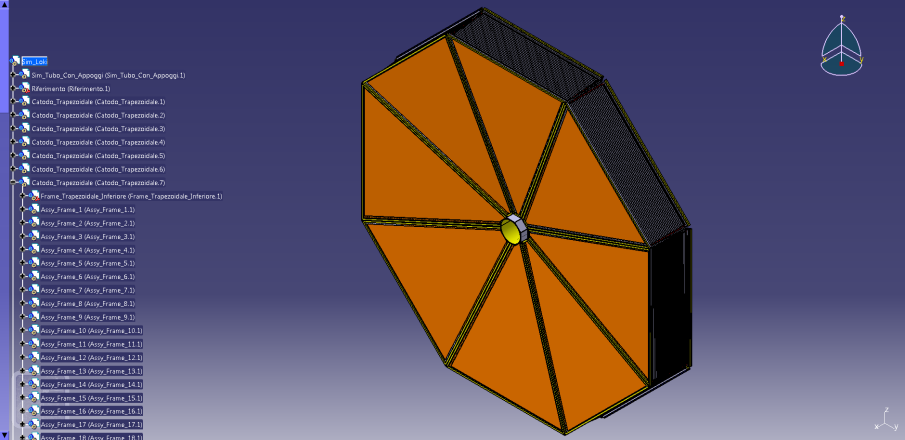 Sim_Loki
Sim_Tubo_Con_Appoggi (Sim_Tubo_Con_Appoggi.1)
Riferimento (Riferimento.1)
Catodo_Trapezoidale (Catodo_Trapezoidale.1)
Catodo_Trapezoidale (Catodo_Trapezoidale.2)
Catodo_Trapezoidale (Catodo_Trapezoidale.3)
Catodo_Trapezoidale (Catodo_Trapezoidale.4)
Catodo_Trapezoidale (Catodo_Trapezoidale.5)
Catodo_Trapezoidale (Catodo_Trapezoidale.6)
Catodo_Trapezoidale (Catodo_Trapezoidale.7)
Frame_Trapezoidale_Inferiore (Frame_Trapezoidale_Inferiore.1)
Assy_Frame_1 (Assy_Frame_1.1)
Assy_Frame_2 (Assy_Frame_2.1)
Assy_Frame_3 (Assy_Frame_3.1)
Assy_Frame_4 (Assy_Frame_4.1)
Assy_Frame_5 (Assy_Frame_5.1)
Assy_Frame_6 (Assy_Frame_6.1)
Assy_Frame_7 (Assy_Frame_7.1)
Assy_Frame_8 (Assy_Frame_8.1)
Assy_Frame_9 (Assy_Frame_9.1)
Assy_Frame_10 (Assy_Frame_10.1)
Assy_Frame_11 (Assy_Frame_11.1)
Assy_Frame_12 (Assy_Frame_12.1)
Assy_Frame_13 (Assy_Frame_13.1)
Assy_Frame_14 (Assy_Frame_14.1)
Assy_Frame_15 (Assy_Frame_15.1)
Assy_Frame_16 (Assy_Frame_16.1)
Assy_Frame_17 (Assy_Frame_17.1)
Assy_Frame_18 (Assy_Frame_18.1)
z
y
z
x
y